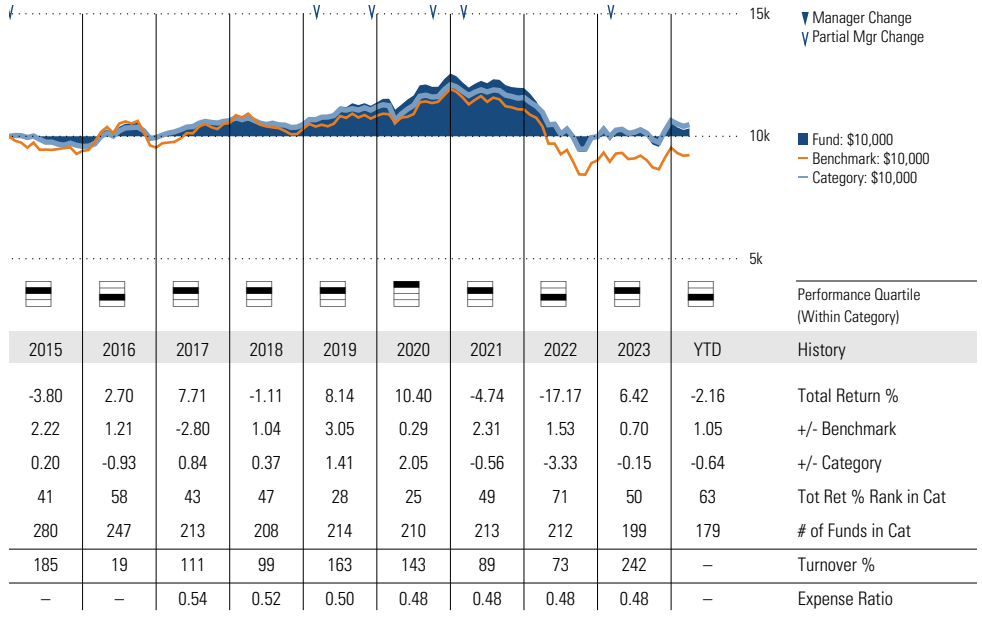 15k
Manager Change
Partial Mgr Change
10k
Fund: $10,000
Benchmark: $10,000
Category: $10,000
5k
Performance Quartile
(Within Category)
2015 2016 2017 2018 2019 2020 2021 2022 2023 YTD History
-3.80 2.70 7.71 -1.11 8.14 10.40 -4.74 -17.17 6.42 -2.16 Total Return %
2.22 1.21 -2.80 1.04 3.05 0.29 2.31 1.53 0.70 1.05 +/- Benchmark
0.20 -0.93 0.84 0.37 1.41 2.05 -0.56 -3.33 -0.15 -0.64 +/- Category
41 58 43 47 28 25 49 71 50 63 Tot Ret % Rank in Cat
280 247 213 208 214 210 213 212 199 179 # of Funds in Cat
185 19 111 99 163 143 89 73 242 – Turnover %
– – 0.54 0.52 0.50 0.48 0.48 0.48 0.48 – Expense Ratio